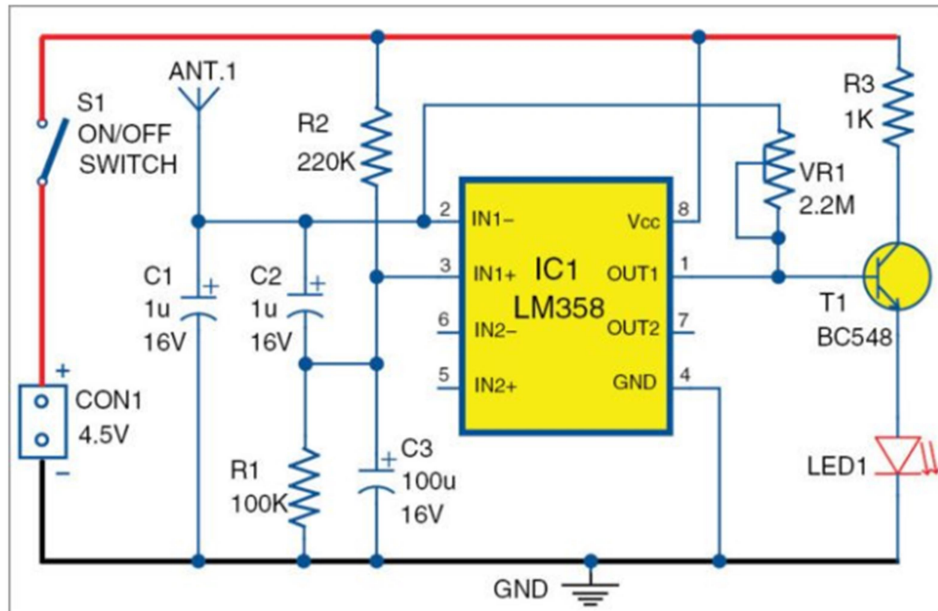 ANT.1
S1
ON/OFF
SWITCH
R2
220K
R3
1K
VR1
2.2M
2
IN1–
Vcc
8
3
IN1+
IC1
OUT1
1
LM358
6
IN2–
OUT2
7
5
IN2+
GND
4
C1
+
1u
16V
C2
+
1u
16V
T1
BC548
+
CON1
4.5V
–
R1
100K
C3
+
100u
16V
LED1
GND